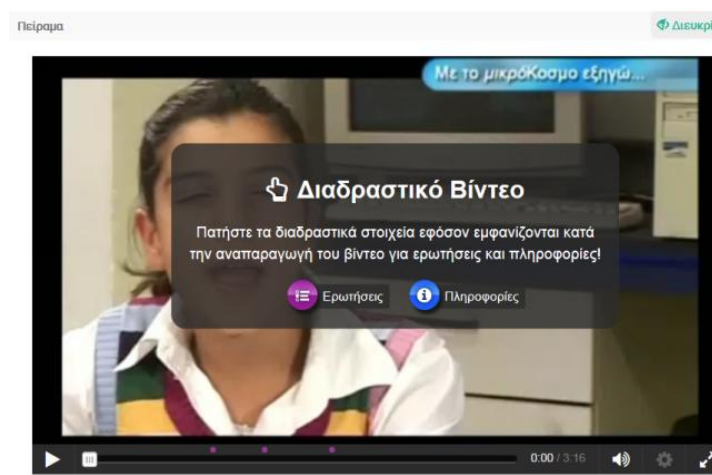 Πείραμα
Διευκρί
Με το μικρόΚοσμο εξηγώ...
Διαδραστικό Βίντεο
Πατήστε τα διαδραστικά στοιχεία εφόσον εμφανίζονται κατά
την αναπαραγωγή του βίντεο για ερωτήσεις και πληροφορίες!
Ερωτήσεις Πληροφορίες
0:00 / 3:16